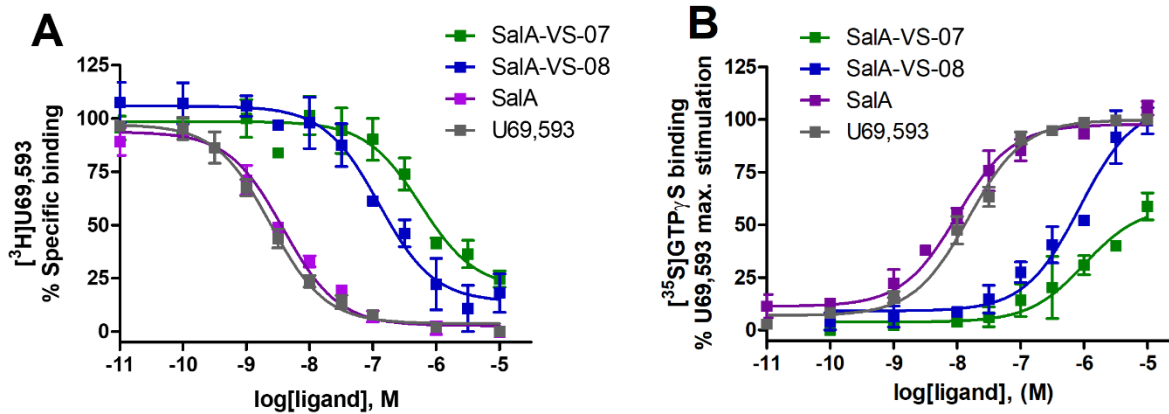 A
SalA-VS-07
SalA-VS-08
SalA
U69,593
[³H]U69,593
% Specific binding
125
100
75
50
25
0
-11 -10 -9 -8 -7 -6 -5
log[ligand], M
B
SalA-VS-07
SalA-VS-08
SalA
U69,593
[³⁵S]GTPγS binding
% U69,593 max. stimulation
125
100
75
50
25
0
-11 -10 -9 -8 -7 -6 -5
log[ligand], (M)